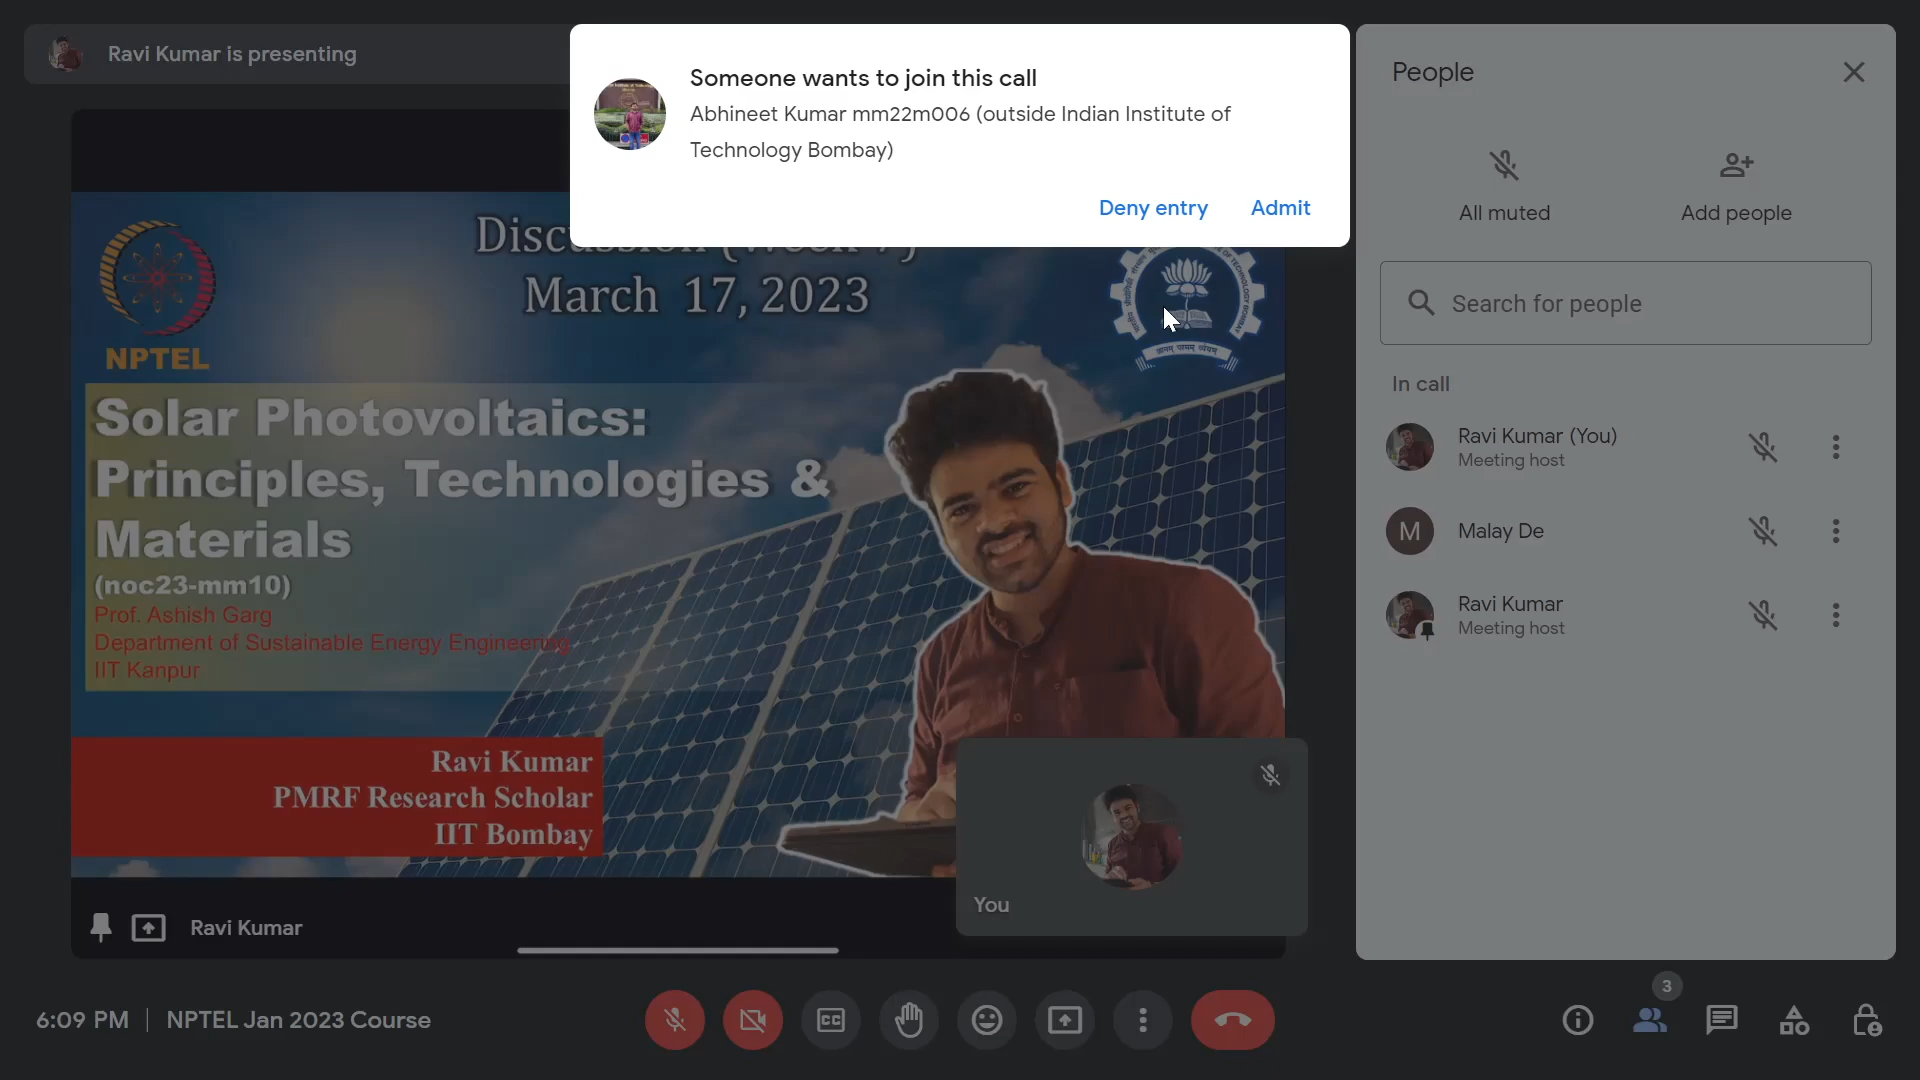 Ravi Kumar is presenting
Someone wants to join this call
Abhineet Kumar mm22m006 (outside Indian Institute of
Technology Bombay)
Deny entry
Admit
People
All muted
Add people
Search for people
In call
Ravi Kumar (You)
Meeting host
Malay De
M
Ravi Kumar
Meeting host
March 17, 2023
NPTEL
Solar Photovoltaics:
Principles, Technologies &
Materials
(noc23-mm10)
Prof. Ashish Garg
Department of Sustainable Energy Engineering
IIT Kanpur
Ravi Kumar
PMRF Research Scholar
IIT Bombay
You
Ravi Kumar
6:09 PM
NPTEL Jan 2023 Course
CC
3